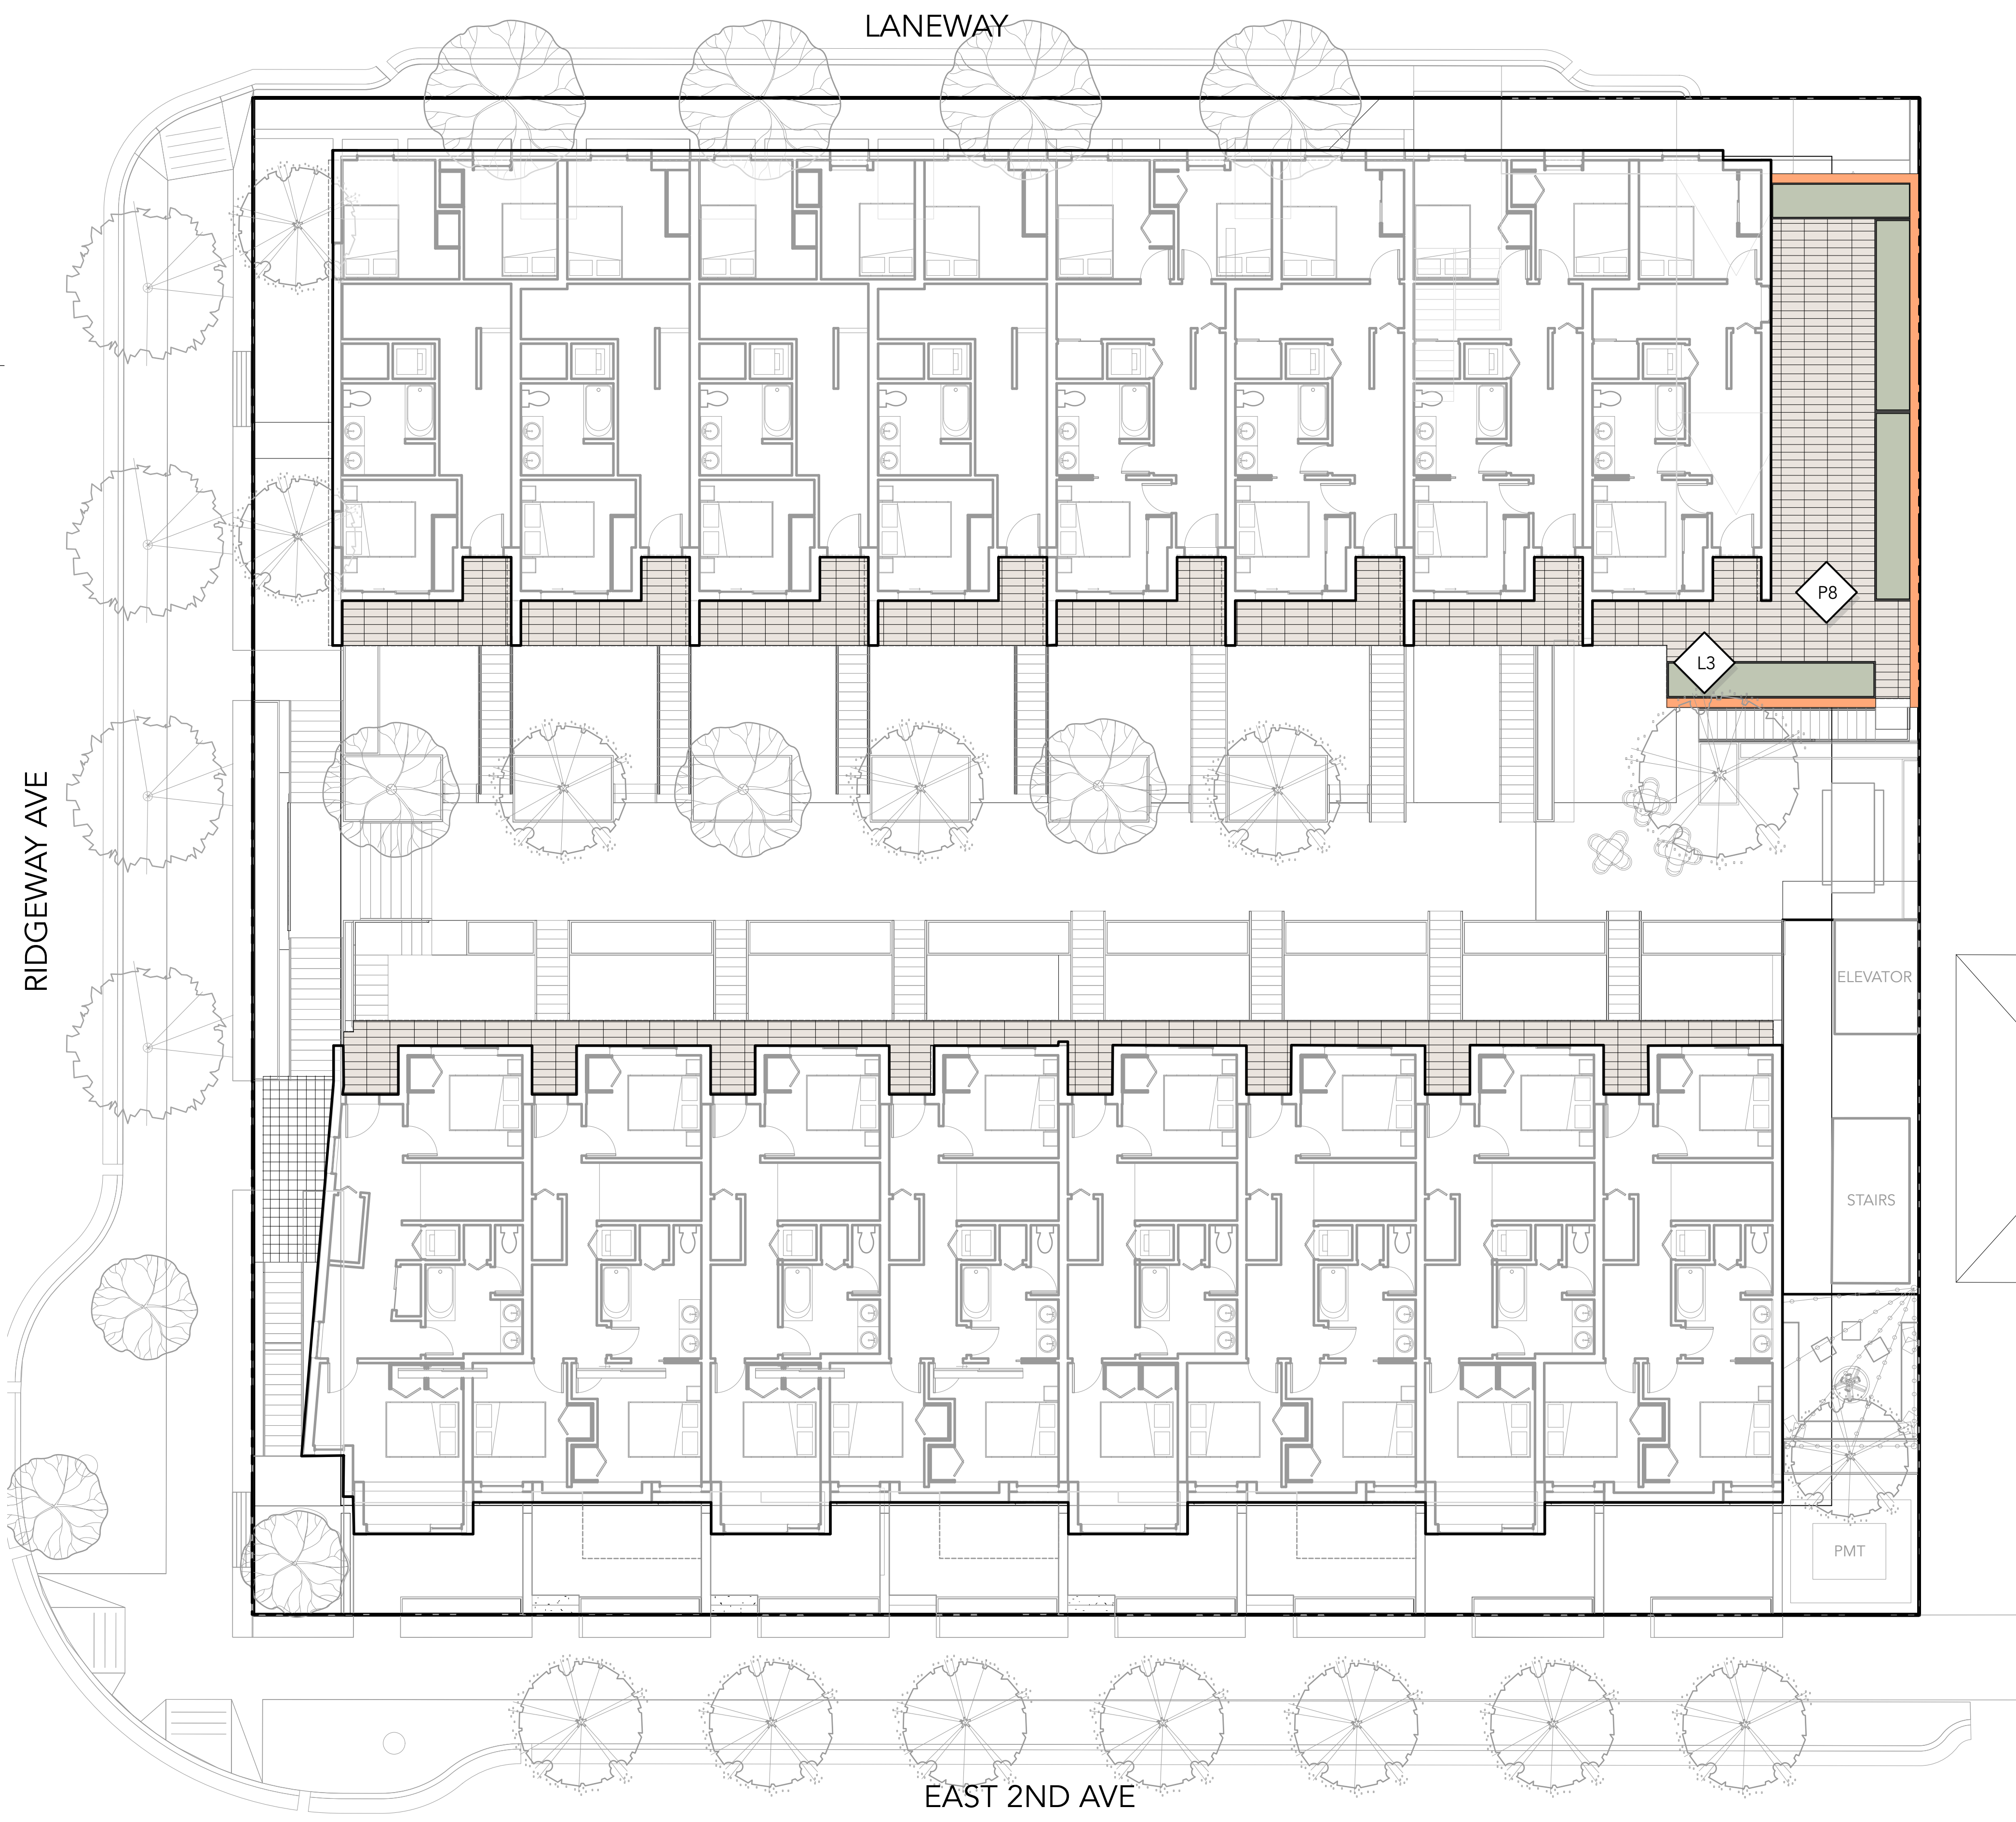 LANEWAY
P8
L3
RIDGEWAY AVE
ELEVATOR
STAIRS
PMT
EAST 2ND AVE